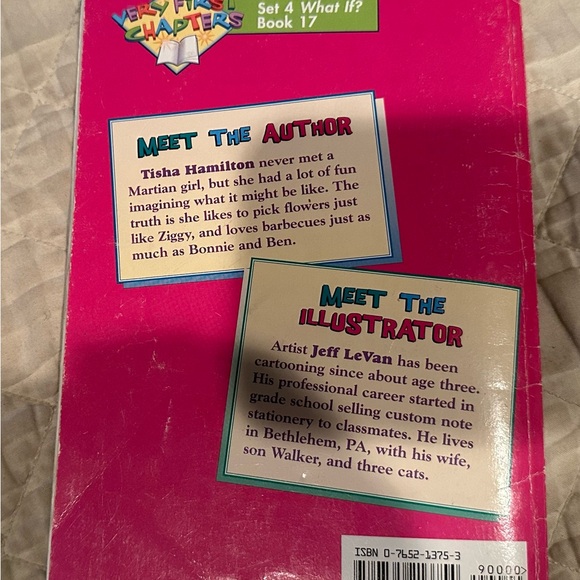 VERY FIRST
CHAPTERS
Set 4 What If?
Book 17
MEET THE AUTHOR
Tisha Hamilton never met a
Martian girl, but she had a lot of fun
imagining what it might be like. The
truth is she likes to pick flowers just
like Ziggy, and loves barbecues just as
much as Bonnie and Ben.
MEET THE
ILLUSTRATOR
Artist Jeff LeVan has been
cartooning since about age three.
His professional career started in
grade school selling custom note
stationery to classmates. He lives
in Bethlehem, PA, with his wife,
son Walker, and three cats.
ISBN 0-7652-1375-3
90000>